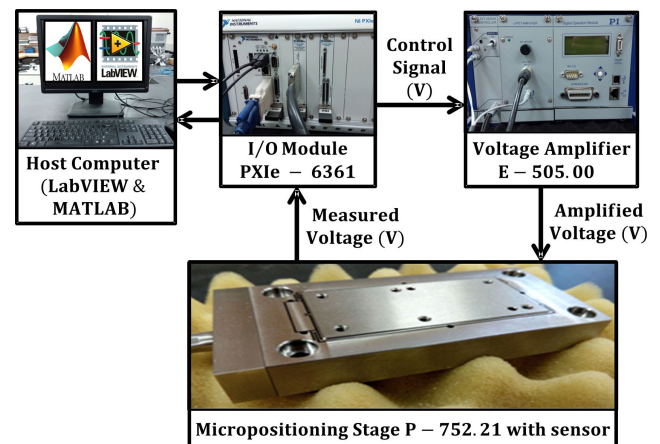 MATLAB
LabVIEW
Host Computer
(LabVIEW &
MATLAB)
NATIONAL
INSTRUMENTS
NI PXIe
I/O Module
PXIe – 6361
Control
Signal
(V)
PI
Voltage Amplifier
E – 505.00
Measured
Voltage (V)
Amplified
Voltage (V)
Micropositioning Stage P – 752.21 with sensor